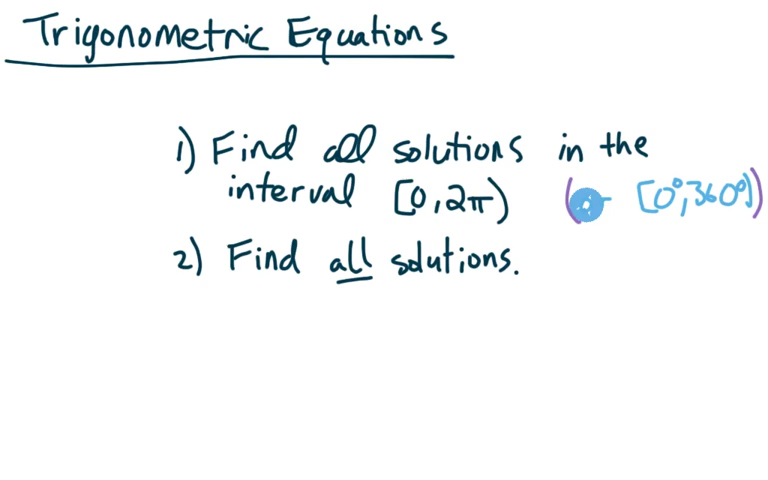 Trigonometric Equations
1) Find all solutions in the
interval [0, 2π) ( [0°, 360°))
2) Find all solutions.